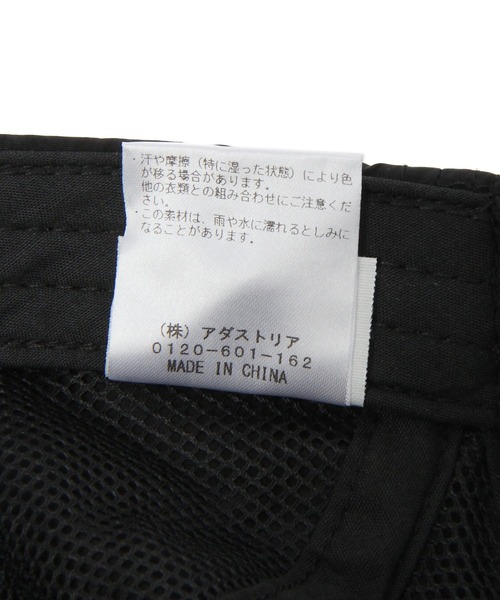 ・汗や摩擦（特に湿った状態）により色
が移る場合があります。
他の衣類との組み合わせにご注意くだ
さい。
・この素材は、雨や水に濡れるとしみに
なることがあります。
（株）アダストリア
0120-601-162
MADE IN CHINA